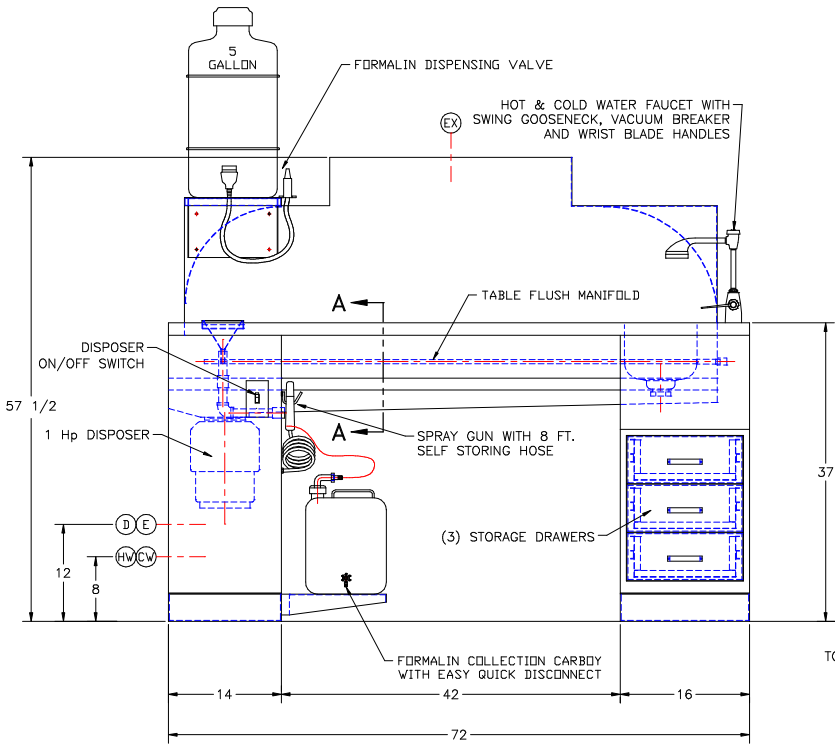 5
GALLON
FORMALIN DISPENSING VALVE
HOT & COLD WATER FAUCET WITH
SWING GOOSENECK, VACUUM BREAKER
AND WRIST BLADE HANDLES
EX
A
TABLE FLUSH MANIFOLD
DISPOSER
ON/OFF SWITCH
57 1/2
A
SPRAY GUN WITH 8 FT.
SELF STORING HOSE
1 Hp DISPOSER
37
D E
(3) STORAGE DRAWERS
HW CW
12
8
TO
FORMALIN COLLECTION CARBOY
WITH EASY QUICK DISCONNECT
14
42
16
72